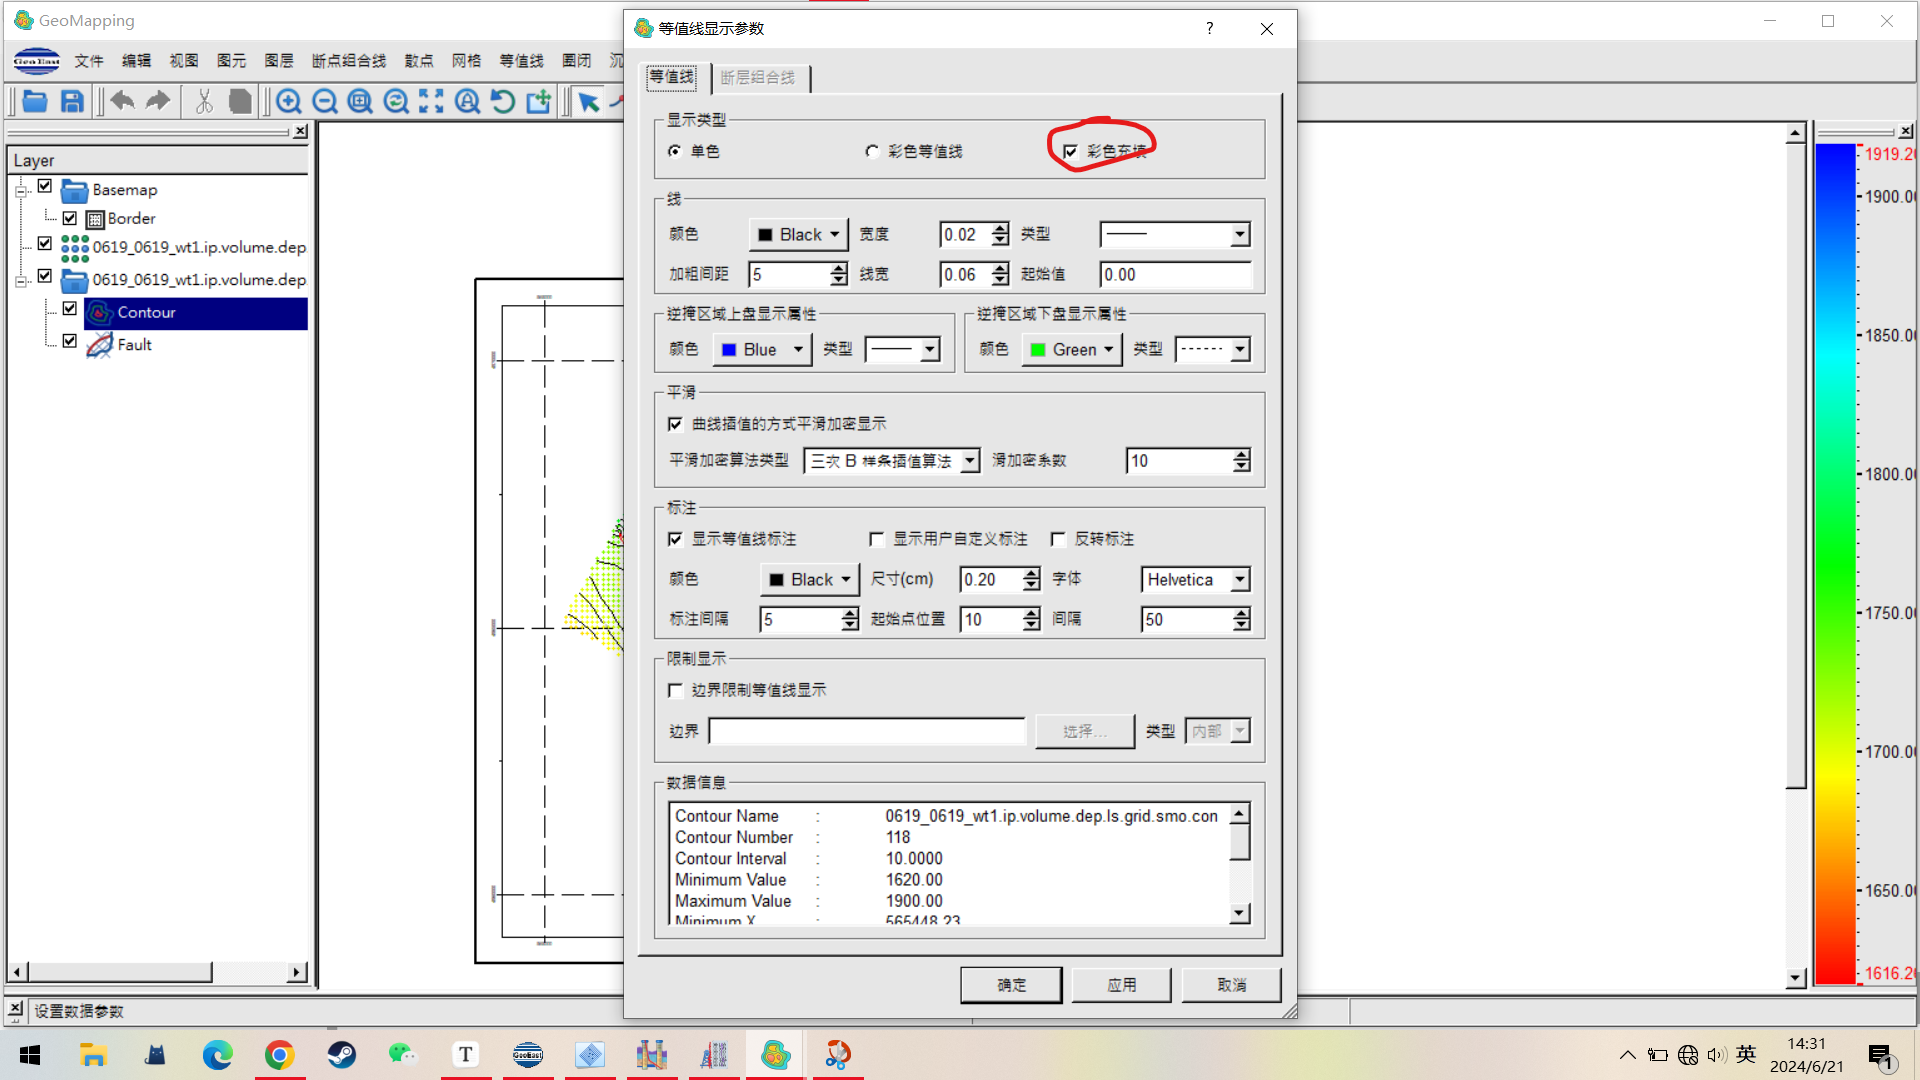 GeoMapping
GeoEast 文件 编辑 视图 图元 图层 断点组合线 散点 网格 等值线 圈闭 沉
Layer
Basemap
Border
0619_0619_wt1.ip.volume.dep
0619_0619_wt1.ip.volume.dep
Contour
Fault
设置数据参数
等值线显示参数
?
等值线 断层组合线
显示类型
单色 彩色等值线 彩色充填
线
颜色 Black 宽度 0.02 类型
加粗间距 5 线宽 0.06 起始值 0.00
逆掩区域上盘显示属性
颜色 Blue 类型
逆掩区域下盘显示属性
颜色 Green 类型
平滑
曲线插值的方式平滑加密显示
平滑加密算法类型 三次 B 样条插值算法 滑加密系数 10
标注
显示等值线标注 显示用户自定义标注 反转标注
颜色 Black 尺寸(cm) 0.20 字体 Helvetica
标注间隔 5 起始点位置 10 间隔 50
限制显示
边界限制等值线显示
边界 选择... 类型 内部
数据信息
Contour Name : 0619_0619_wt1.ip.volume.dep.ls.grid.smo.con
Contour Number : 118
Contour Interval : 10.0000
Minimum Value : 1620.00
Maximum Value : 1900.00
Minimum X : 565448.23
确定 应用 取消
1919.20
1900.00
1850.00
1800.00
1750.00
1700.00
1650.00
1616.20
T
GeoEast
英
14:31
2024/6/21
1